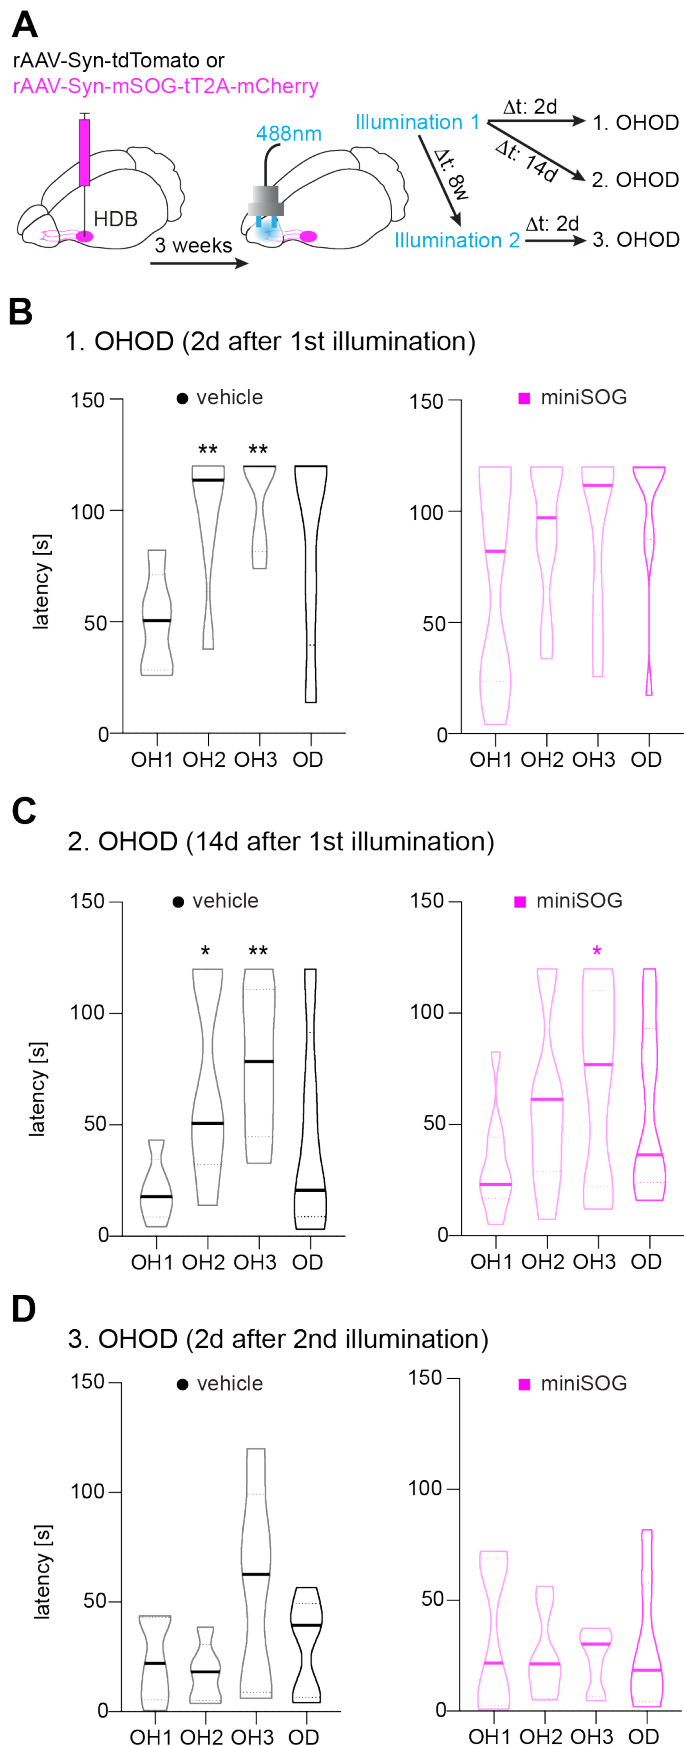 A
rAAV-Syn-tdTomato or
rAAV-Syn-mSOG-tT2A-mCherry
488nm
HDB
3 weeks
Illumination 1
Δt: 2d
1. OHOD
Δt: 14d
2. OHOD
Δt: 8w
Illumination 2
Δt: 2d
3. OHOD
B
1. OHOD (2d after 1st illumination)
vehicle
** **
150
100
50
0
latency [s]
OH1 OH2 OH3 OD
miniSOG
150
100
50
0
OH1 OH2 OH3 OD
C
2. OHOD (14d after 1st illumination)
vehicle
* **
150
100
50
0
latency [s]
OH1 OH2 OH3 OD
miniSOG
*
150
100
50
0
OH1 OH2 OH3 OD
D
3. OHOD (2d after 2nd illumination)
vehicle
150
100
50
0
latency [s]
OH1 OH2 OH3 OD
miniSOG
150
100
50
0
OH1 OH2 OH3 OD